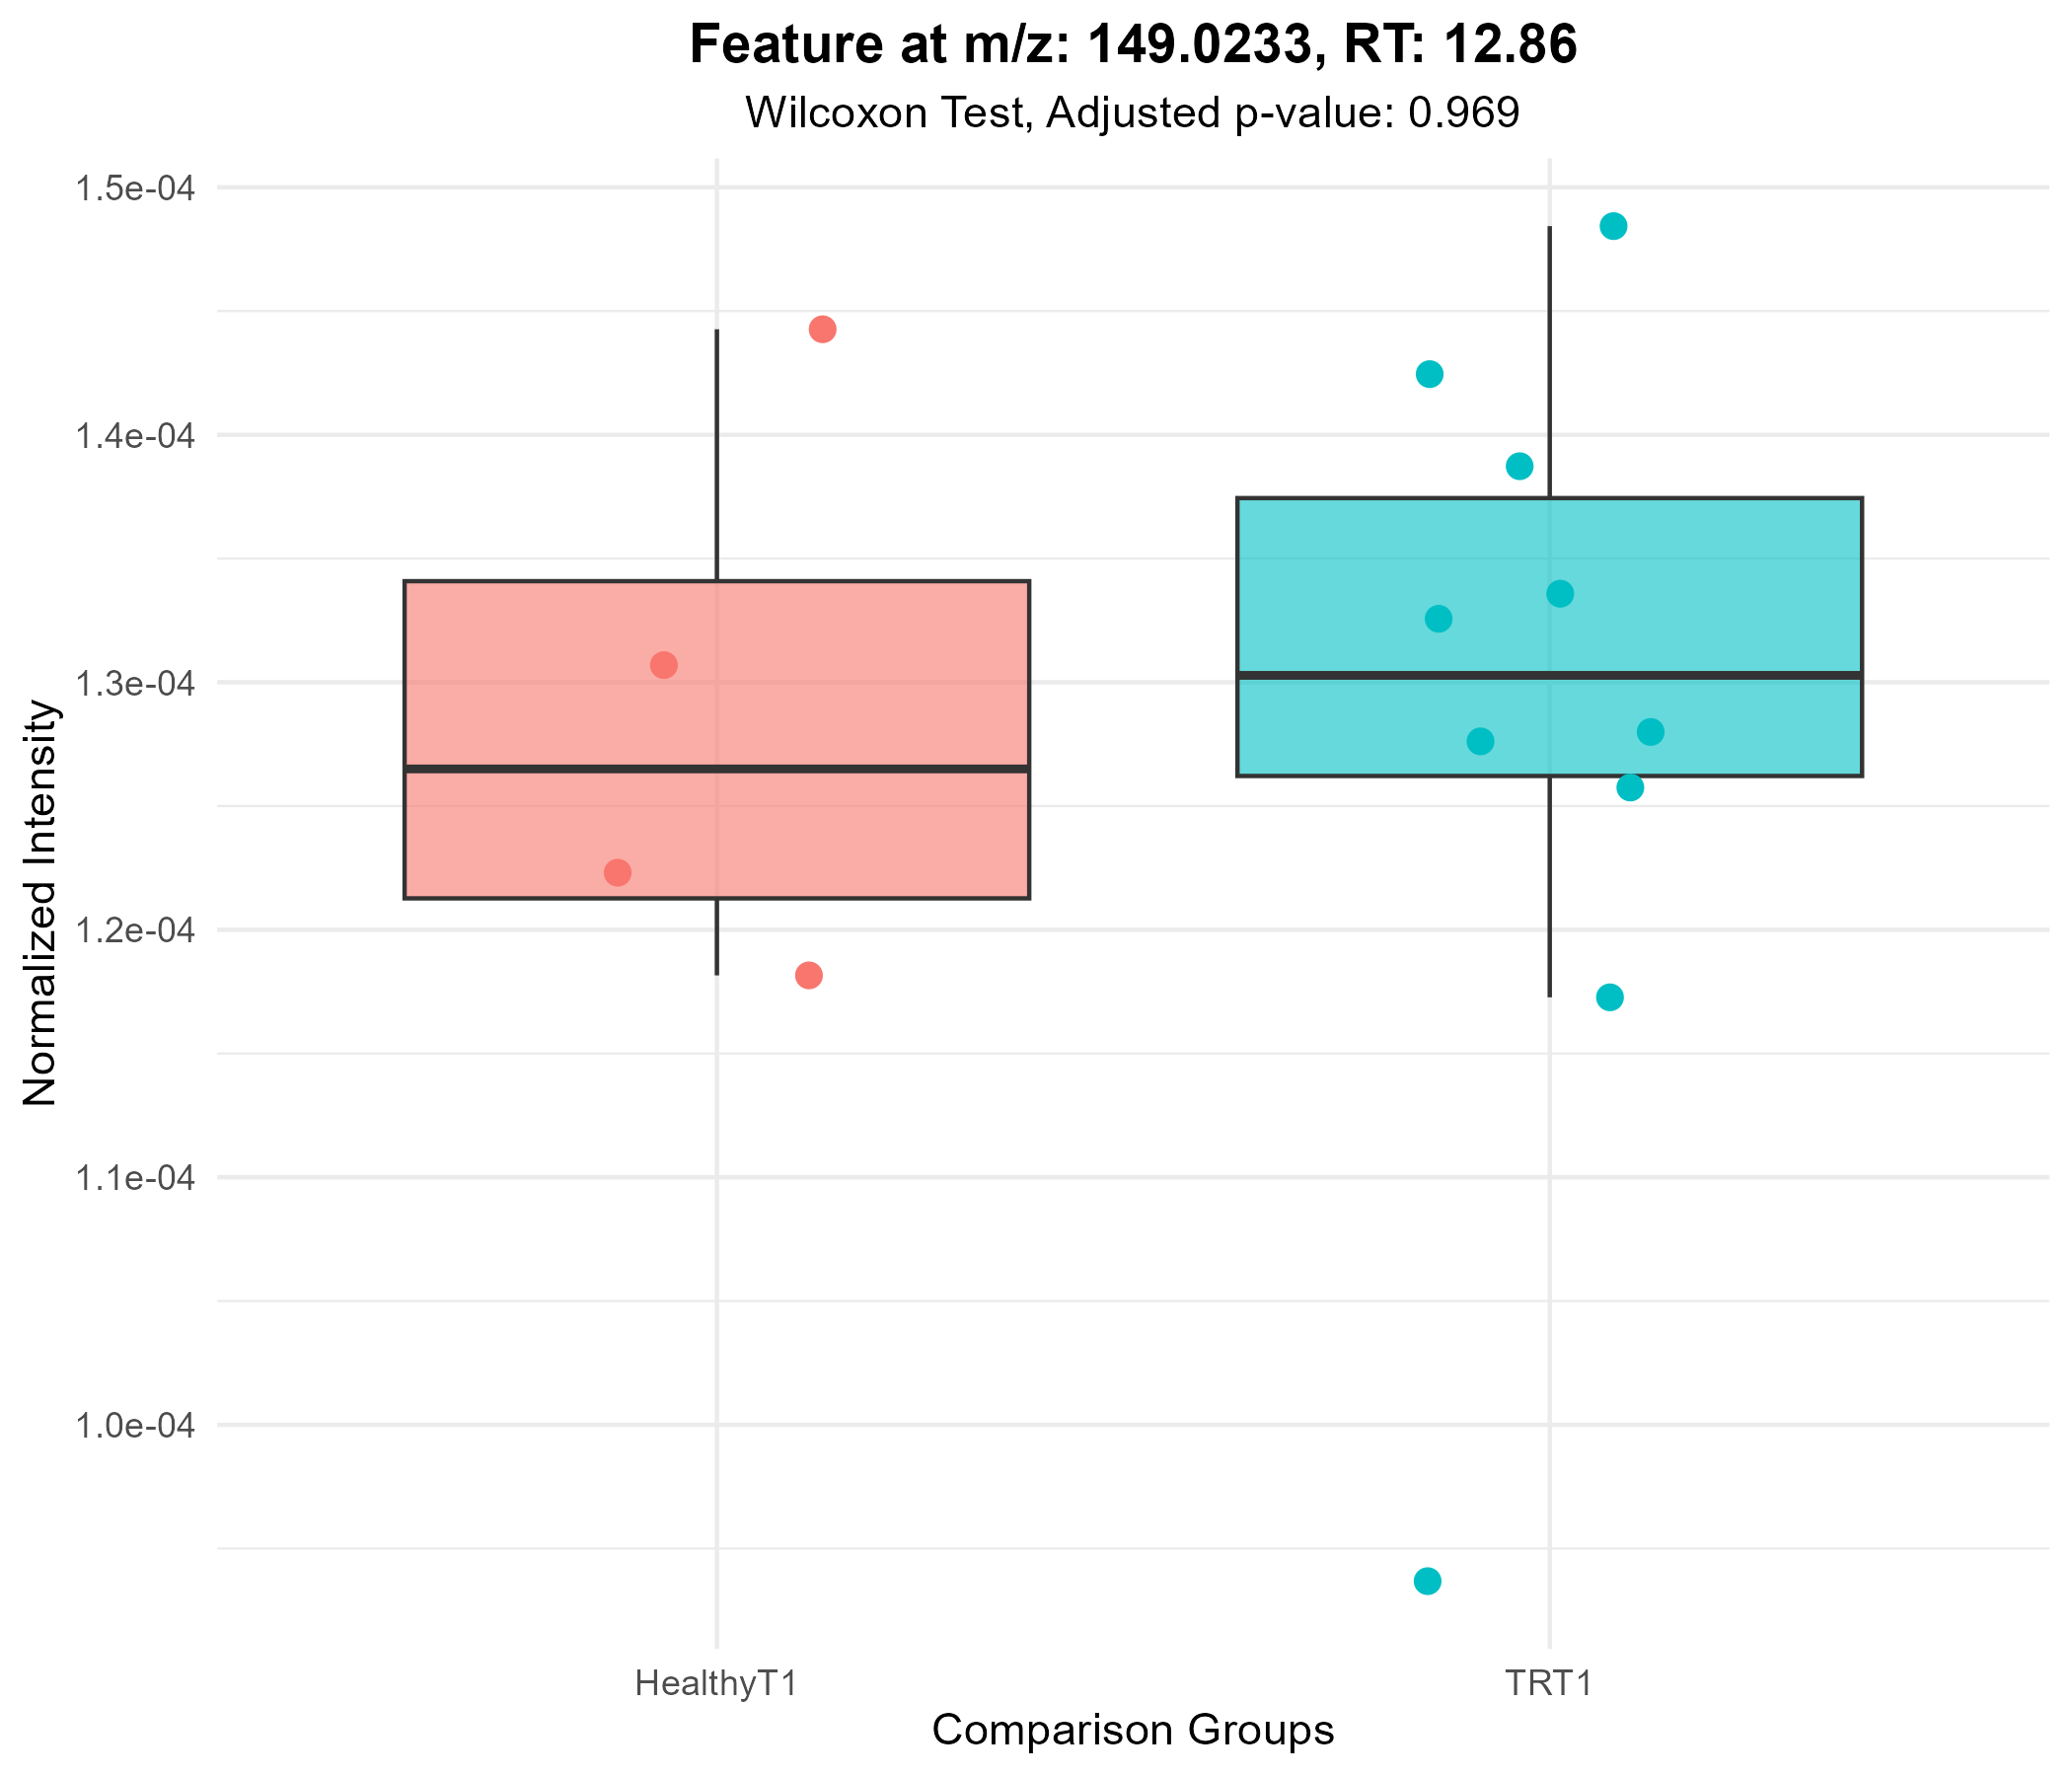 Feature at m/z: 149.0233, RT: 12.86
Wilcoxon Test, Adjusted p-value: 0.969
Normalized Intensity
1.5e-04
1.4e-04
1.3e-04
1.2e-04
1.1e-04
1.0e-04
HealthyT1
TRT1
Comparison Groups